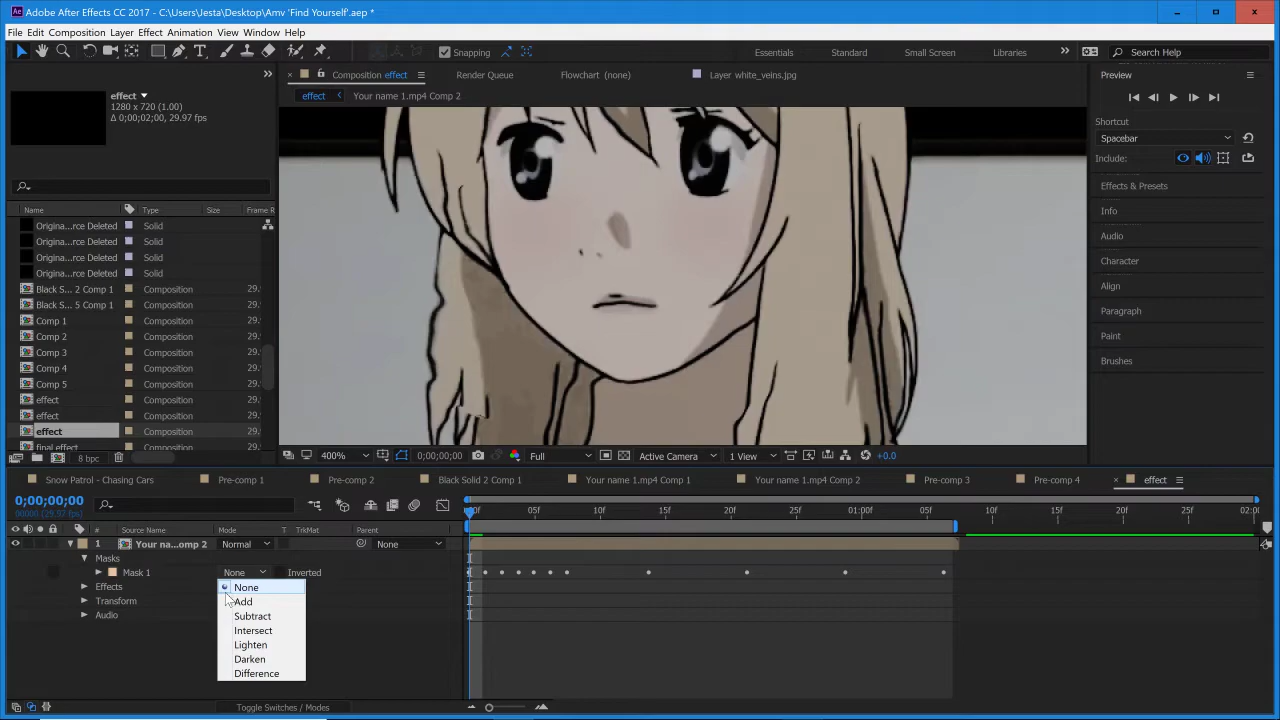 Ae Adobe After Effects CC 2017 - C:\Users\Jesta\Desktop\Amv 'Find Yourself'.aep *
File Edit Composition Layer Effect Animation View Window Help
Snapping
Essentials Standard Small Screen Libraries
Search Help
Composition effect
Render Queue
Flowchart (none)
Layer white_veins.jpg
Preview
effect
Your name 1.mp4 Comp 2
effect
1280 x 720 (1.00)
Δ 0;00;02;00, 29.97 fps
Shortcut
Spacebar
Include:
Effects & Presets
Info
Audio
Character
Align
Paragraph
Paint
Brushes
Name Type Size Frame R
Origina...rce Deleted Solid
Origina...rce Deleted Solid
Origina...rce Deleted Solid
Origina...rce Deleted Solid
Black S... 2 Comp 1 Composition 29.
Black S... 5 Comp 1 Composition 29.
Comp 1 Composition 29.
Comp 2 Composition 29.
Comp 3 Composition 29.
Comp 4 Composition 29.
Comp 5 Composition 29.
effect Composition 29.
effect Composition 29.
effect Composition 29.
final effect Composition 29.
8 bpc
400% 0;00;00;00 Full Active Camera 1 View +0.0
Snow Patrol - Chasing Cars Pre-comp 1 Pre-comp 2 Black Solid 2 Comp 1 Your name 1.mp4 Comp 1 Your name 1.mp4 Comp 2 Pre-comp 3 Pre-comp 4 effect
0;00;00;00
00000 (29.97 fps)
:00f 05f 10f 15f 20f 25f 01:00f 05f 10f 15f 20f 25f 02:0
# Source Name Mode T TrkMat Parent
1 Your na...omp 2 Normal None
Masks
Mask 1 None Inverted
Effects
Transform
Audio
None
Add
Subtract
Intersect
Lighten
Darken
Difference
Toggle Switches / Modes